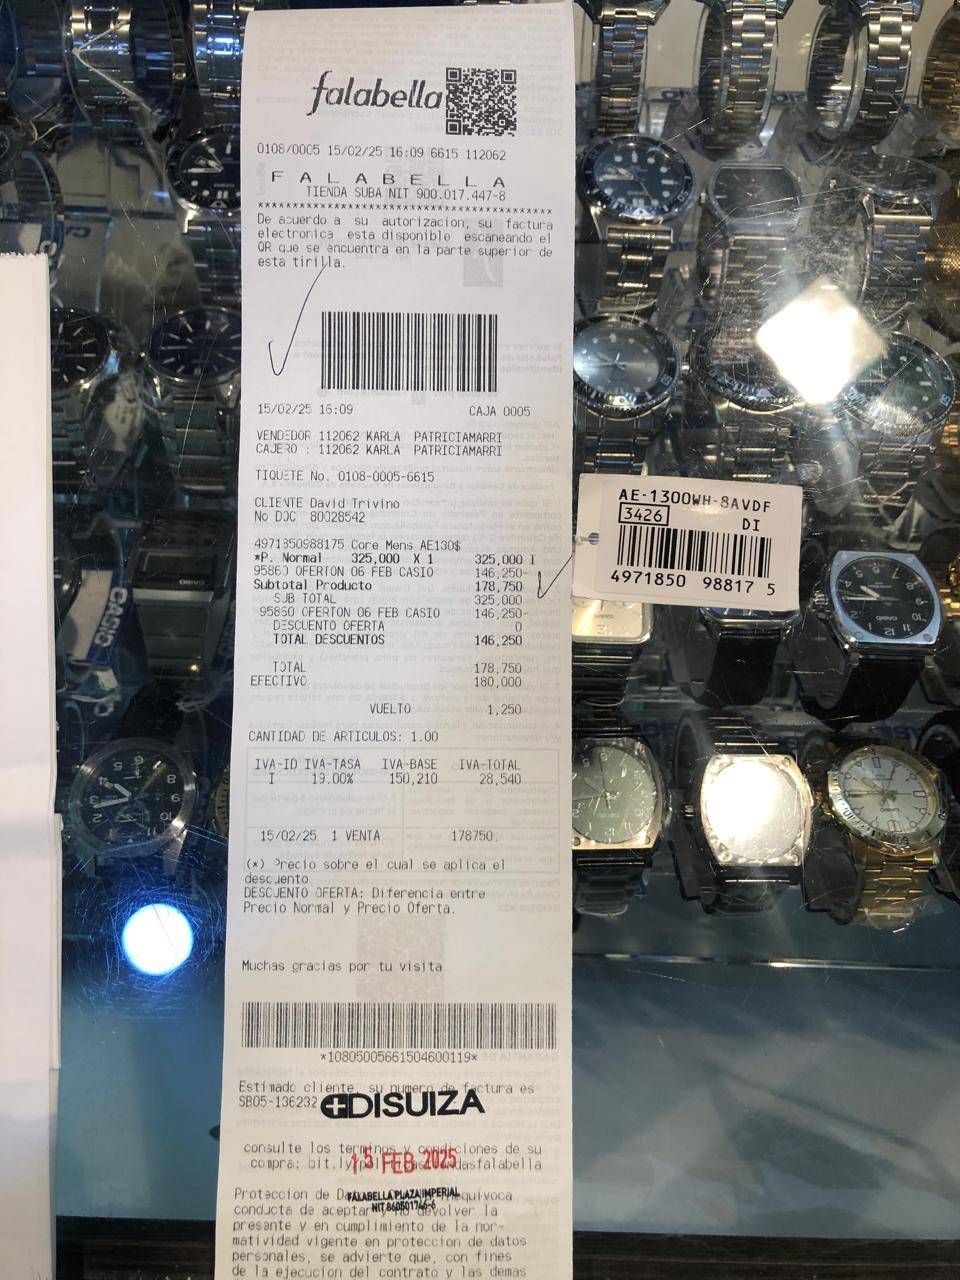 falabella
0108/0005 15/02/25 16:09 6615 112062
F A L A B E L L A
TIENDA SUBA NIT 900.017.447-8
****************************************************
De acuerdo a su autorizacion, su factura
electronica esta disponible escaneando el
QR que se encuentra en la parte superior de
esta tirilla.
15/02/25 16:09 CAJA 0005
VENDEDOR 112062 KARLA PATRICIAMARRI
CAJERO : 112062 KARLA PATRICIAMARRI
TIQUETE No. 0108-0005-6615
CLIENTE David Trivino
No DOC 80028542
4971850988175 Core Mens AE130$
*P. Normal 325,000 X 1 325,000 I
95860 OFERTON 06 FEB CASIO 146,250-
Subtotal Producto 178,750
SUB TOTAL 325,000
95860 OFERTON 06 FEB CASIO 146,250-
DESCUENTO OFERTA 0
TOTAL DESCUENTOS 146,250
TOTAL 178,750
EFECTIVO 180,000
VUELTO 1,250
CANTIDAD DE ARTICULOS: 1.00
IVA-ID IVA-TASA IVA-BASE IVA-TOTAL
I 19.00% 150,210 28,540
15/02/25 1 VENTA 178750.
(*) Precio sobre el cual se aplica el
descuento
DESCUENTO OFERTA: Diferencia entre
Precio Normal y Precio Oferta.
Muchas gracias por tu visita
*10805005661504600119*
Estimado cliente, su numero de factura es
SB05-136232
DISUIZA
consulte los terminos y condiciones de su
compra: bit.ly/
falabella
15 FEB 2025
FALABELLA PLAZA IMPERIAL
NIT.860501746-6
Proteccion de
inequivoca
conducta de aceptar y no devolver la
presente y en cumplimiento de la nor-
matividad vigente en proteccion de datos
personales, se advierte que, con fines
de la ejecucion del contrato y las demas
AE-1300WH-8AVDF
3426 DI
4971850 98817 5
CASIO